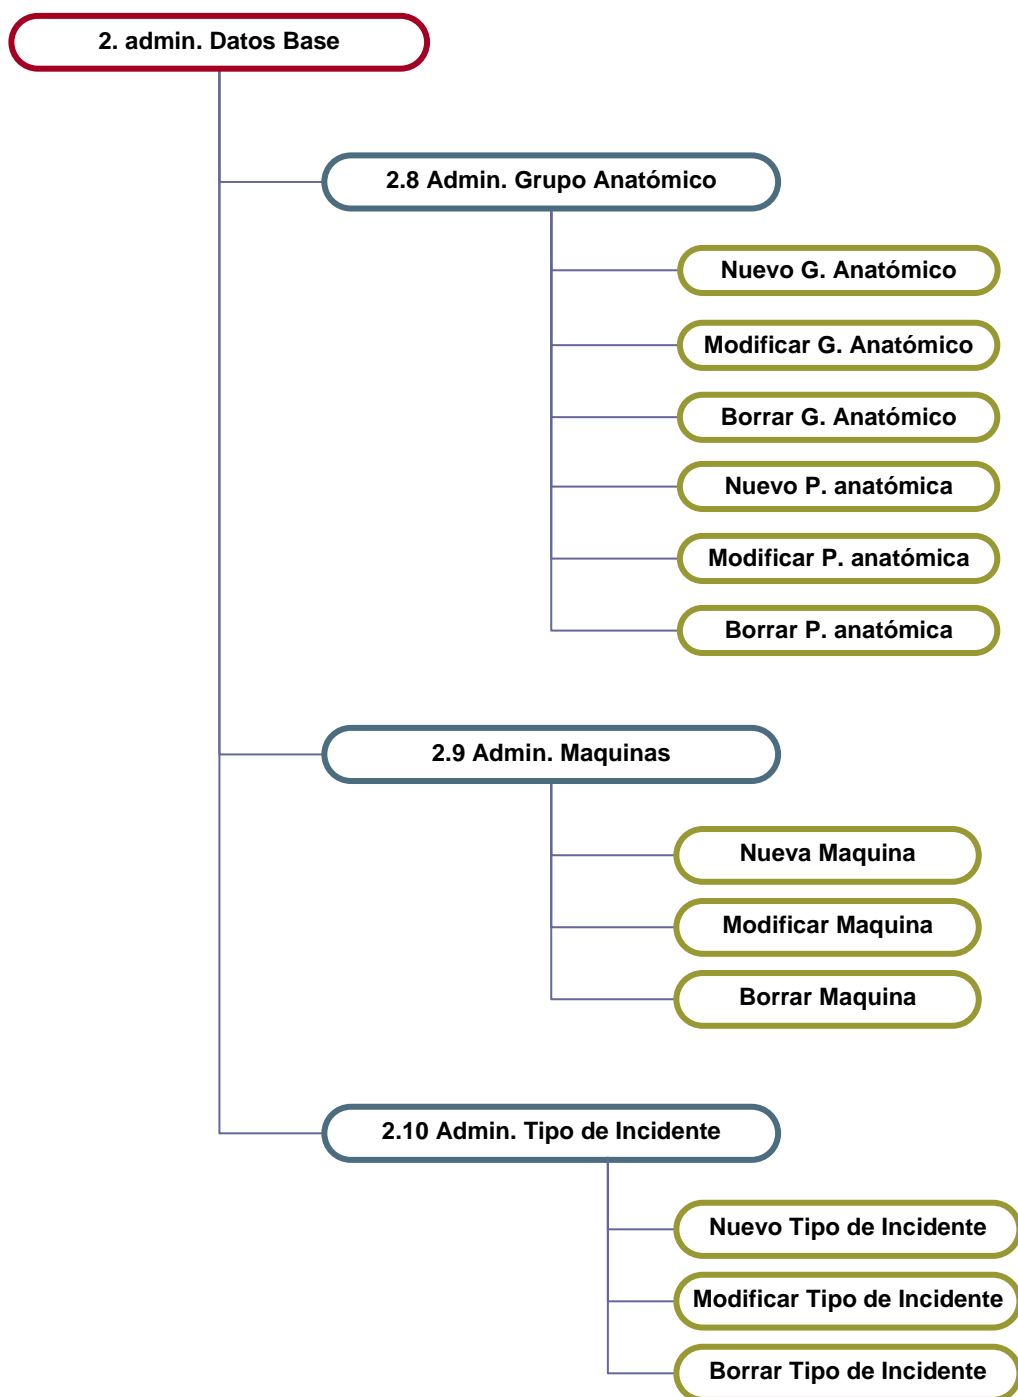 2. admin. Datos Base
2.8 Admin. Grupo Anatómico
Nuevo G. Anatómico
Modificar G. Anatómico
Borrar G. Anatómico
Nuevo P. anatómica
Modificar P. anatómica
Borrar P. anatómica
2.9 Admin. Maquinas
Nueva Maquina
Modificar Maquina
Borrar Maquina
2.10 Admin. Tipo de Incidente
Nuevo Tipo de Incidente
Modificar Tipo de Incidente
Borrar Tipo de Incidente